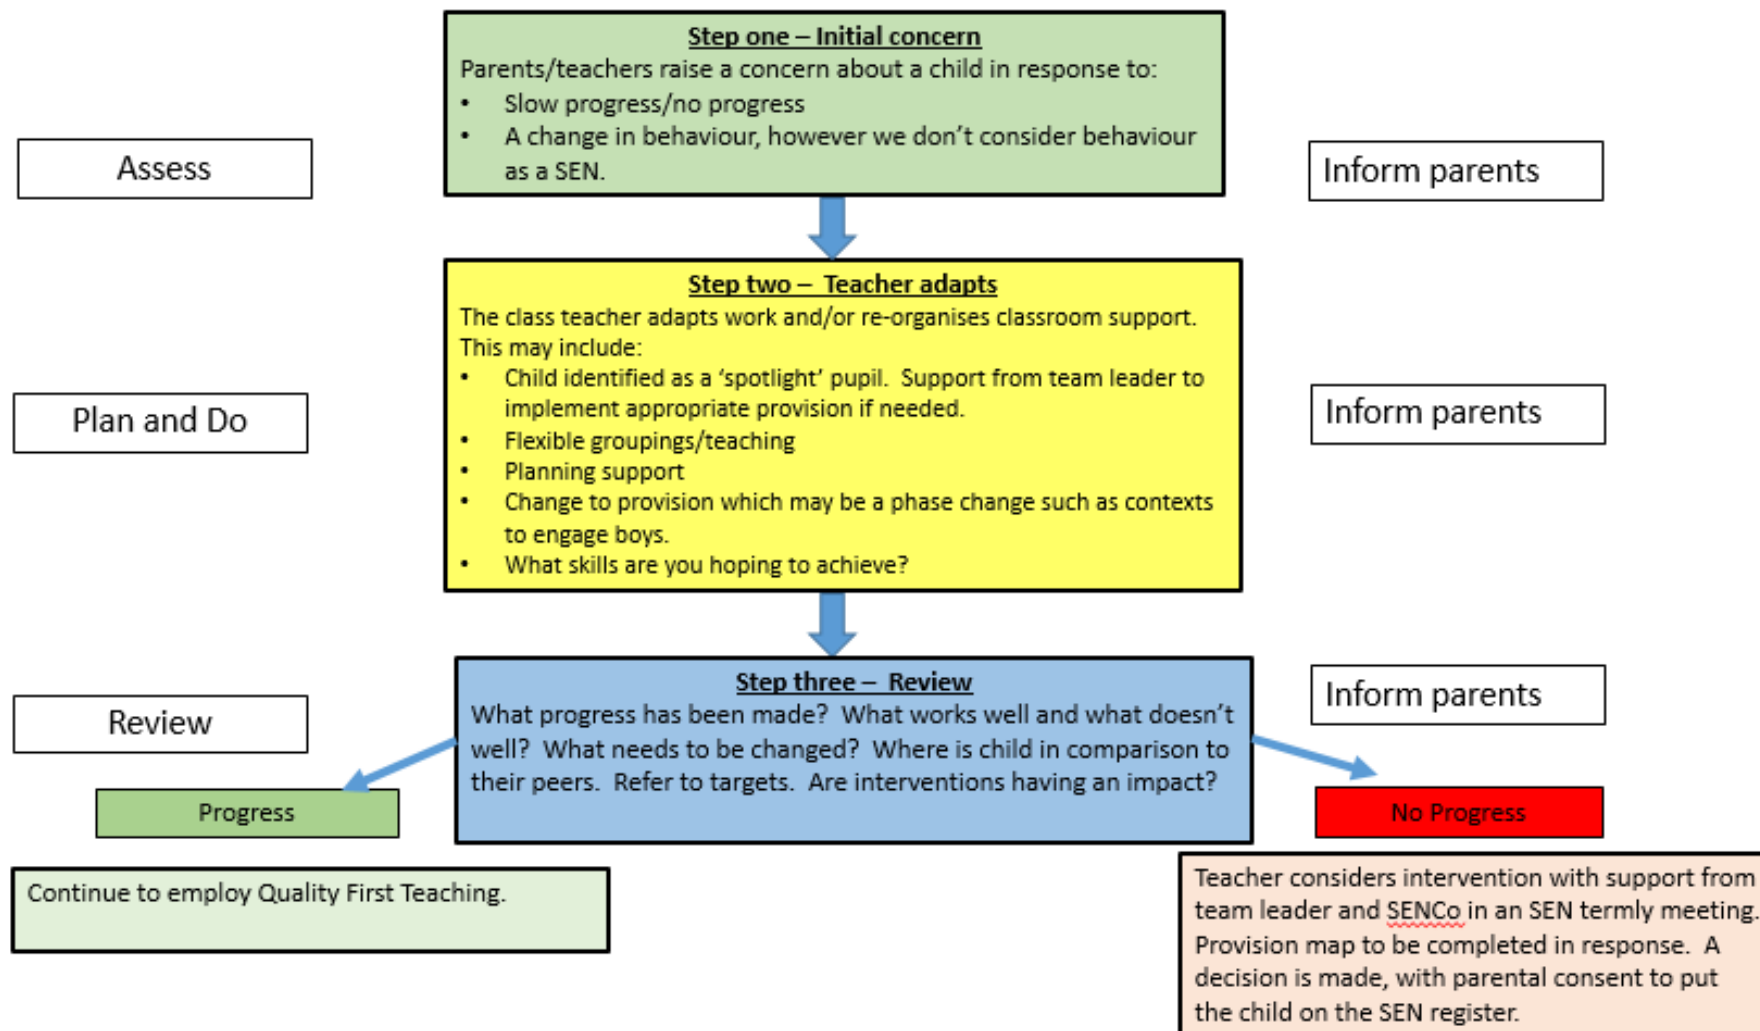 Step one – Initial concern
Parents/teachers raise a concern about a child in response to:
• Slow progress/no progress
• A change in behaviour, however we don’t consider behaviour
as a SEN.
Assess
Inform parents
Step two – Teacher adapts
The class teacher adapts work and/or re-organises classroom support.
This may include:
• Child identified as a ‘spotlight’ pupil. Support from team leader to
implement appropriate provision if needed.
• Flexible groupings/teaching
• Planning support
• Change to provision which may be a phase change such as contexts
to engage boys.
• What skills are you hoping to achieve?
Plan and Do
Inform parents
Step three – Review
What progress has been made? What works well and what doesn’t
well? What needs to be changed? Where is child in comparison to
their peers. Refer to targets. Are interventions having an impact?
Review
Inform parents
Progress
No Progress
Continue to employ Quality First Teaching.
Teacher considers intervention with support from
team leader and SENCo in an SEN termly meeting.
Provision map to be completed in response. A
decision is made, with parental consent to put
the child on the SEN register.